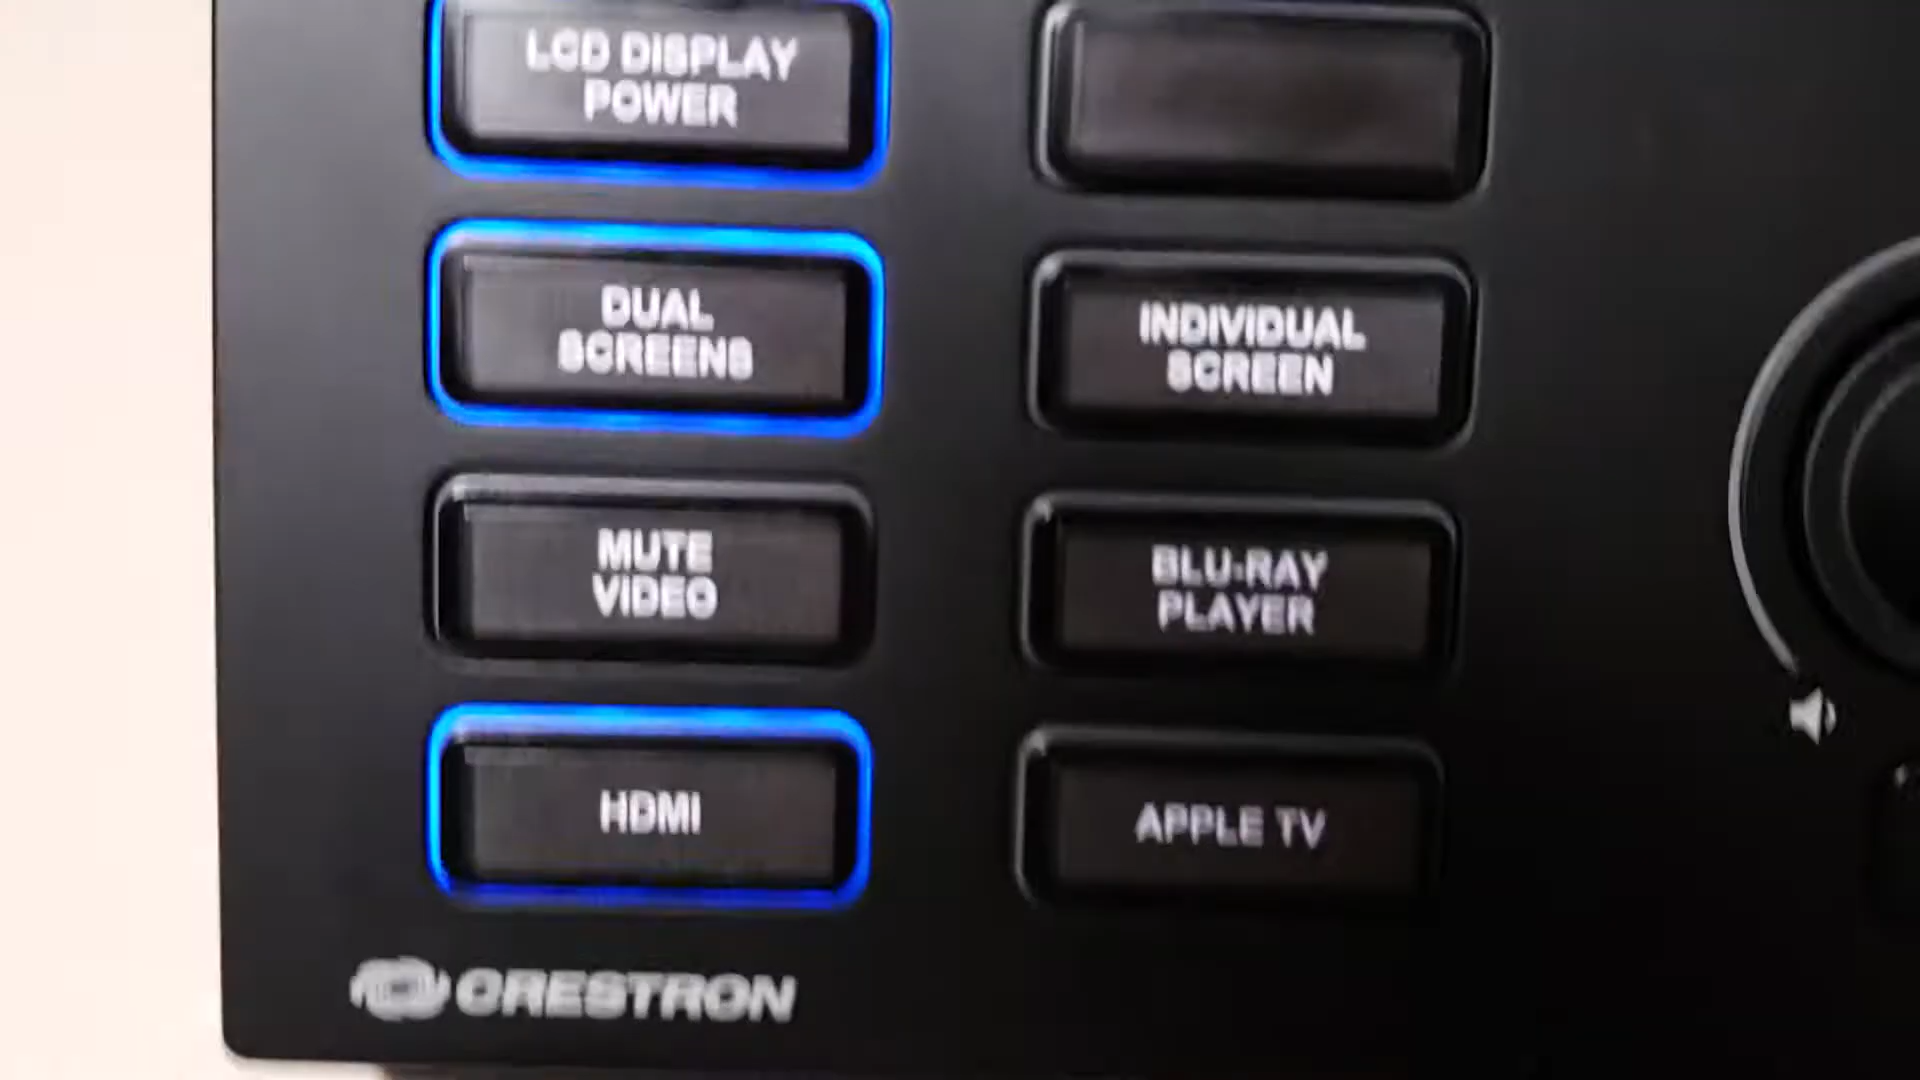 LCD DISPLAY
POWER
DUAL
SCREENS
INDIVIDUAL
SCREEN
MUTE
VIDEO
BLU-RAY
PLAYER
HDMI
APPLE TV
CRESTRON